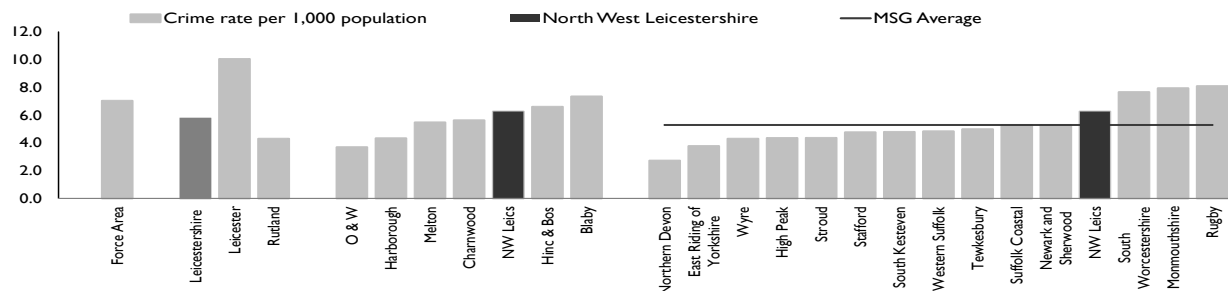 Crime rate per 1,000 population
North West Leicestershire
MSG Average
12.0
10.0
8.0
6.0
4.0
2.0
0.0
Force Area
Leicestershire
Leicester
Rutland
O & W
Harborough
Melton
Charnwood
NW Leics
Hinc & Bos
Blaby
Northern Devon
East Riding of
Yorkshire
Wyre
High Peak
Stroud
Stafford
South Kesteven
Western Suffolk
Tewkesbury
Suffolk Coastal
Newark and
Sherwood
NW Leics
South
Worcestershire
Monmouthshire
Rugby